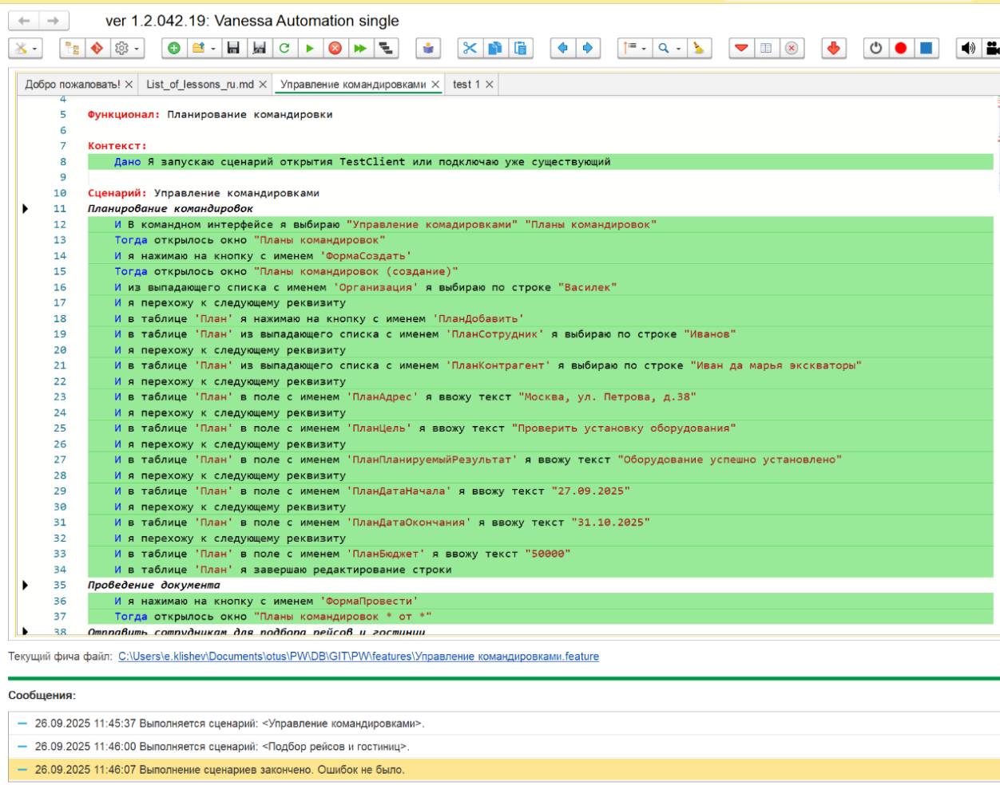 ver 1.2.042.19: Vanessa Automation single
Добро пожаловать! List_of_lessons_ru.md Управление командировками test 1
4
5 Функционал: Планирование командировки
6
7 Контекст:
8 Дано Я запускаю сценарий открытия TestClient или подключаю уже существующий
9
10 Сценарий: Управление командировками
11 Планирование командировок
12 И В командном интерфейсе я выбираю "Управление комадировками" "Планы командировок"
13 Тогда открылось окно "Планы командировок"
14 И я нажимаю на кнопку с именем 'ФормаСоздать'
15 Тогда открылось окно "Планы командировок (создание)"
16 И из выпадающего списка с именем 'Организация' я выбираю по строке "Василек"
17 И я перехожу к следующему реквизиту
18 И в таблице 'План' я нажимаю на кнопку с именем 'ПланДобавить'
19 И в таблице 'План' из выпадающего списка с именем 'ПланСотрудник' я выбираю по строке "Иванов"
20 И я перехожу к следующему реквизиту
21 И в таблице 'План' из выпадающего списка с именем 'ПланКонтрагент' я выбираю по строке "Иван да марья экскваторы"
22 И я перехожу к следующему реквизиту
23 И в таблице 'План' в поле с именем 'ПланАдрес' я ввожу текст "Москва, ул. Петрова, д.38"
24 И я перехожу к следующему реквизиту
25 И в таблице 'План' в поле с именем 'ПланЦель' я ввожу текст "Проверить установку оборудования"
26 И я перехожу к следующему реквизиту
27 И в таблице 'План' в поле с именем 'ПланПланируемыйРезультат' я ввожу текст "Оборудование успешно установлено"
28 И я перехожу к следующему реквизиту
29 И в таблице 'План' в поле с именем 'ПланДатаНачала' я ввожу текст "27.09.2025"
30 И я перехожу к следующему реквизиту
31 И в таблице 'План' в поле с именем 'ПланДатаОкончания' я ввожу текст "31.10.2025"
32 И я перехожу к следующему реквизиту
33 И в таблице 'План' в поле с именем 'ПланБюджет' я ввожу текст "50000"
34 И в таблице 'План' я завершаю редактирование строки
35 Проведение документа
36 И я нажимаю на кнопку с именем 'ФормаПровести'
37 Тогда открылось окно "Планы командировок * от *"
38 Отправить сотрудникам для подбора рейсов и гостинии
Текущий фича файл: C:\Users\e.klishev\Documents\otus\PW\DB\GIT\PW\features\Управление командировками.feature
Сообщения:
26.09.2025 11:45:37 Выполняется сценарий: <Управление командировками>.
26.09.2025 11:46:00 Выполняется сценарий: <Подбор рейсов и гостиниц>.
26.09.2025 11:46:07 Выполнение сценариев закончено. Ошибок не было.